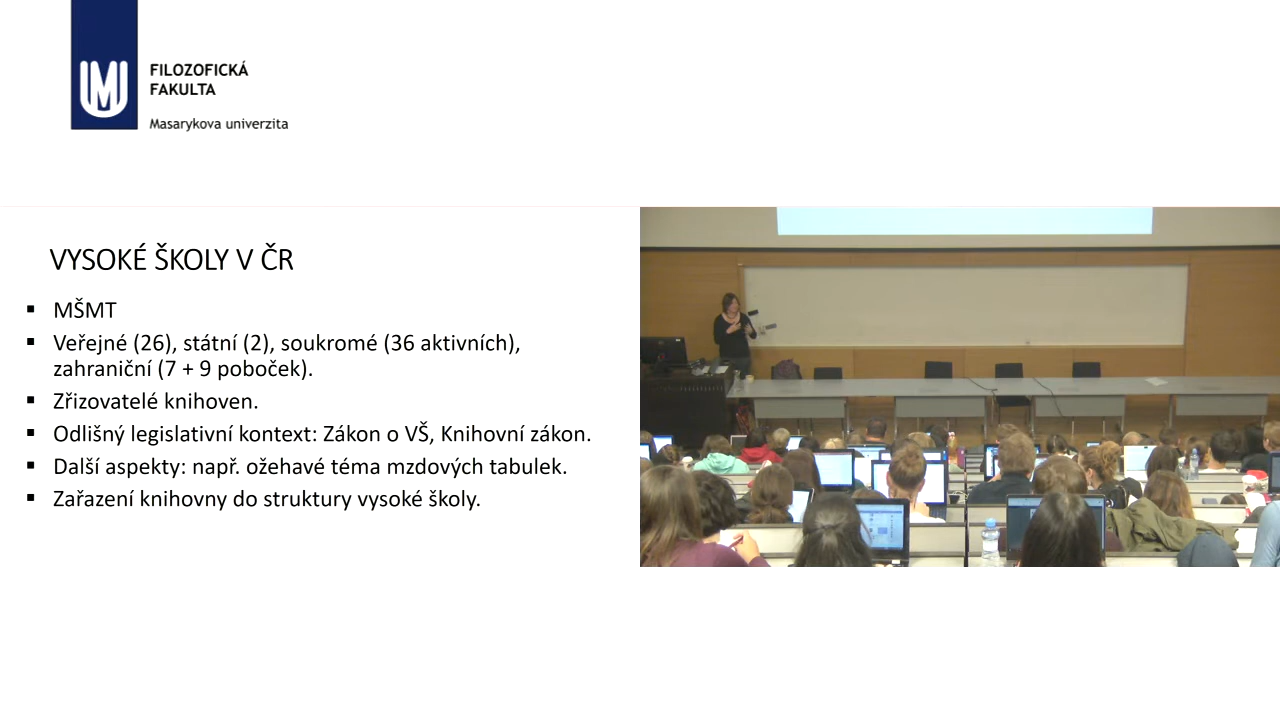 FILOZOFICKÁ
FAKULTA
Masarykova univerzita
VYSOKÉ ŠKOLY V ČR
▪ MŠMT
▪ Veřejné (26), státní (2), soukromé (36 aktivních),
zahraniční (7 + 9 poboček).
▪ Zřizovatelé knihoven.
▪ Odlišný legislativní kontext: Zákon o VŠ, Knihovní zákon.
▪ Další aspekty: např. ožehavé téma mzdových tabulek.
▪ Zařazení knihovny do struktury vysoké školy.